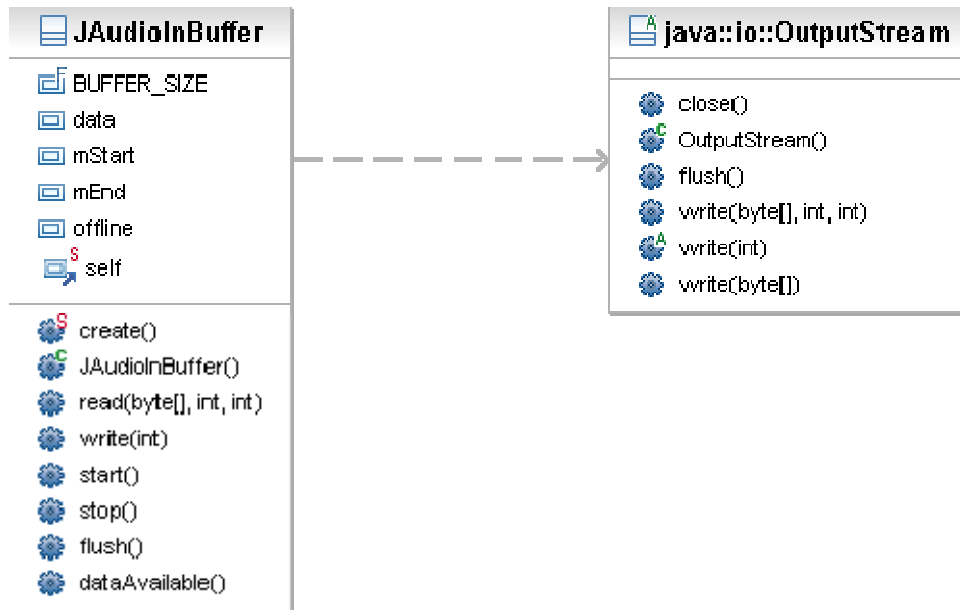 JAudioInBuffer
F
BUFFER_SIZE
data
mStart
mEnd
offline
S
self
S
create()
C
JAudioInBuffer()
read(byte[], int, int)
write(int)
start()
stop()
flush()
dataAvailable()
A
java::io::OutputStream
close()
C
OutputStream()
flush()
write(byte[], int, int)
A
write(int)
write(byte[])